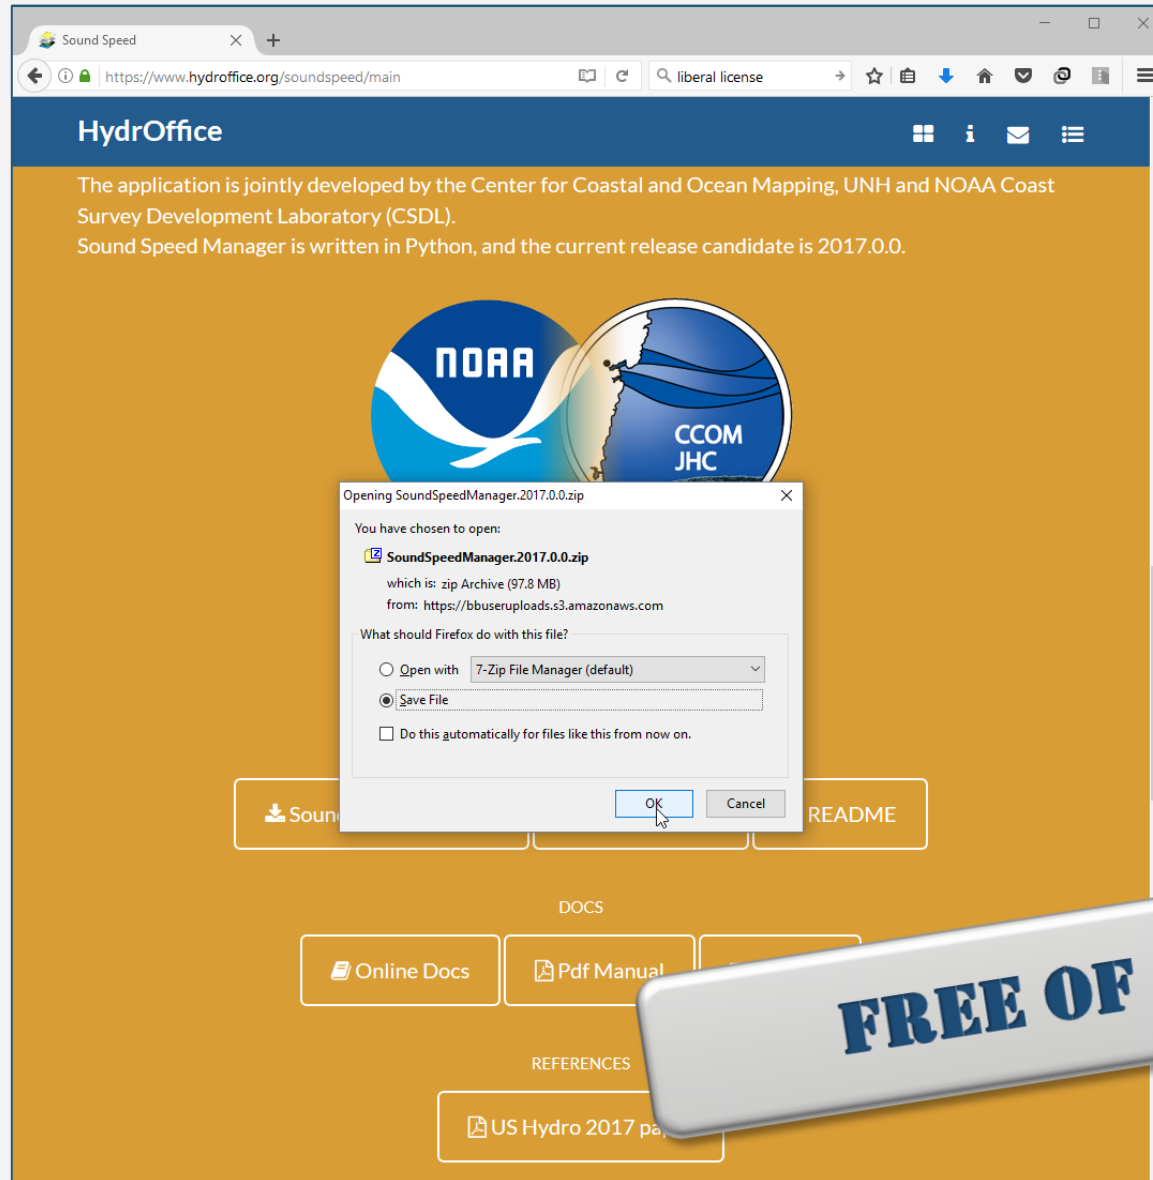 Sound Speed
https://www.hydroffice.org/soundspeed/main
liberal license
HydrOffice
The application is jointly developed by the Center for Coastal and Ocean Mapping, UNH and NOAA Coast
Survey Development Laboratory (CSDL).
Sound Speed Manager is written in Python, and the current release candidate is 2017.0.0.
NOAA
CCOM
JHC
Opening SoundSpeedManager.2017.0.0.zip
You have chosen to open:
SoundSpeedManager.2017.0.0.zip
which is: zip Archive (97.8 MB)
from: https://bbuseruploads.s3.amazonaws.com
What should Firefox do with this file?
Open with 7-Zip File Manager (default)
Save File
Do this automatically for files like this from now on.
OK Cancel
Soun
README
DOCS
Online Docs
Pdf Manual
FREE OF
REFERENCES
US Hydro 2017